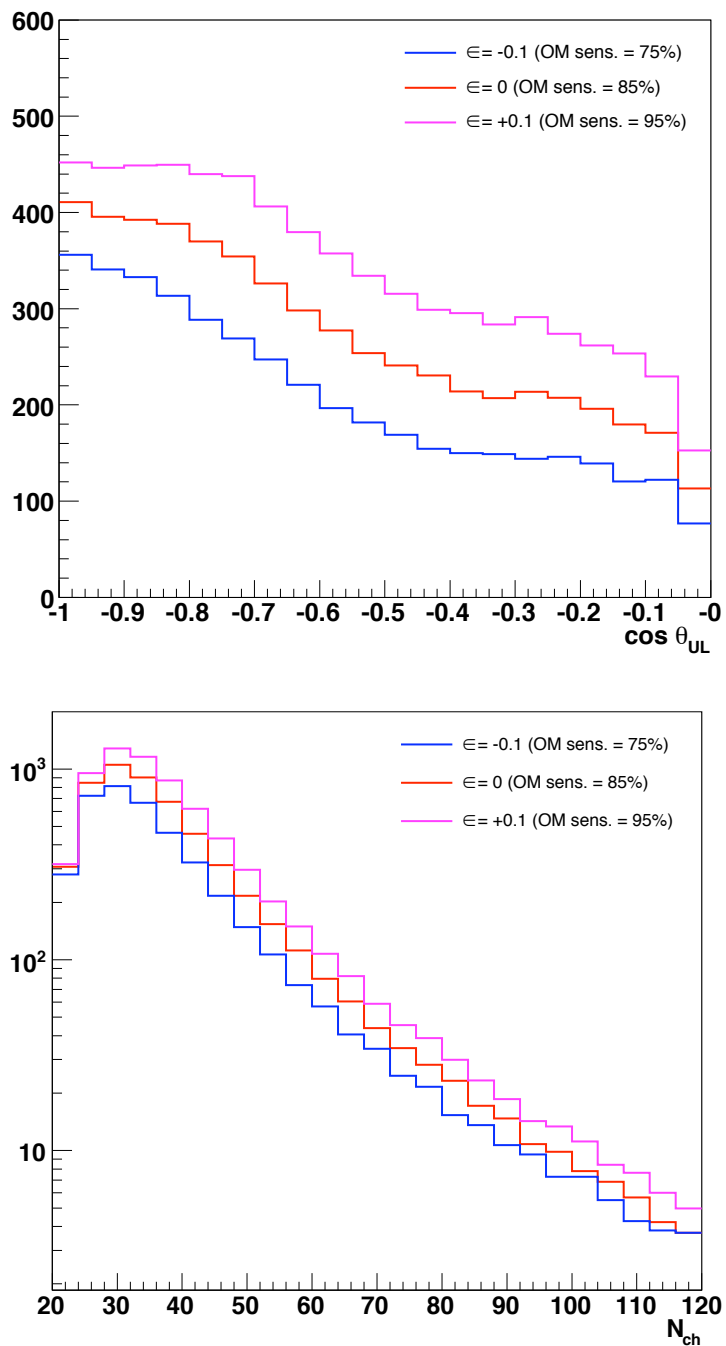 600
500
400
300
200
100
0
∈= -0.1 (OM sens. = 75%)
∈= 0 (OM sens. = 85%)
∈= +0.1 (OM sens. = 95%)
-1 -0.9 -0.8 -0.7 -0.6 -0.5 -0.4 -0.3 -0.2 -0.1 -0
cos θ_UL
10³
10²
10
∈= -0.1 (OM sens. = 75%)
∈= 0 (OM sens. = 85%)
∈= +0.1 (OM sens. = 95%)
20 30 40 50 60 70 80 90 100 110 120
N_ch